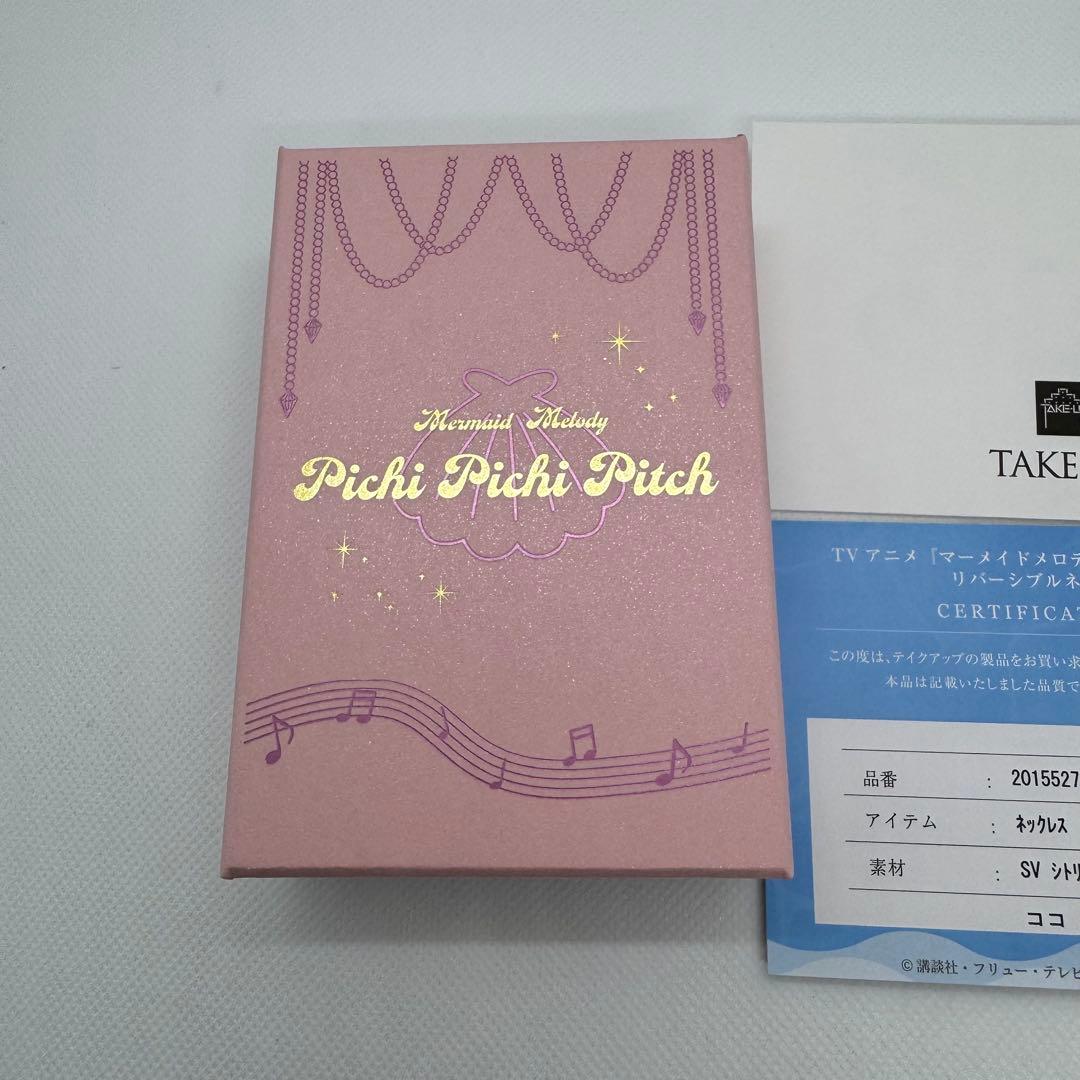 Mermaid Melody
Pichi Pichi Pitch
TAKE-U
TAKE
TVアニメ『マーメイドメロデ
リバーシブルネ
CERTIFICAT
この度は、テイクアップの製品をお買い求
本品は記載いたしました品質で
品番 : 2015527
アイテム : ネックレス
素材 : SV シトリ
ココ
©講談社・フリュー・テレビ